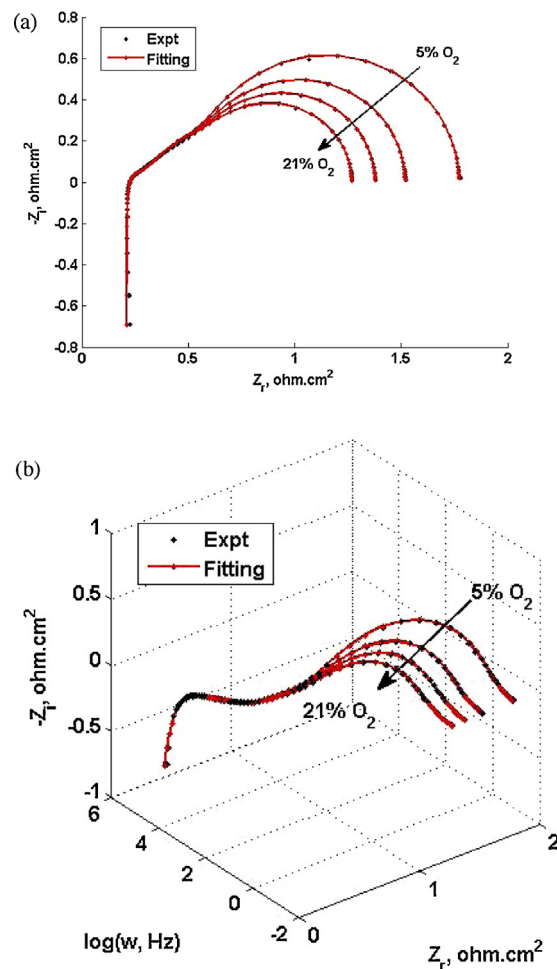 (a)
0.8
0.6
0.4
0.2
0
-0.2
-0.4
-0.6
-0.8
-Zi, ohm.cm²
Expt
Fitting
5% O₂
21% O₂
0 0.5 1 1.5 2
Zr, ohm.cm²
(b)
1
0.5
0
-0.5
-1
-Zi, ohm.cm²
Expt
Fitting
5% O₂
21% O₂
6
4
2
0
-2
log(w, Hz)
0
1
2
Zr, ohm.cm²